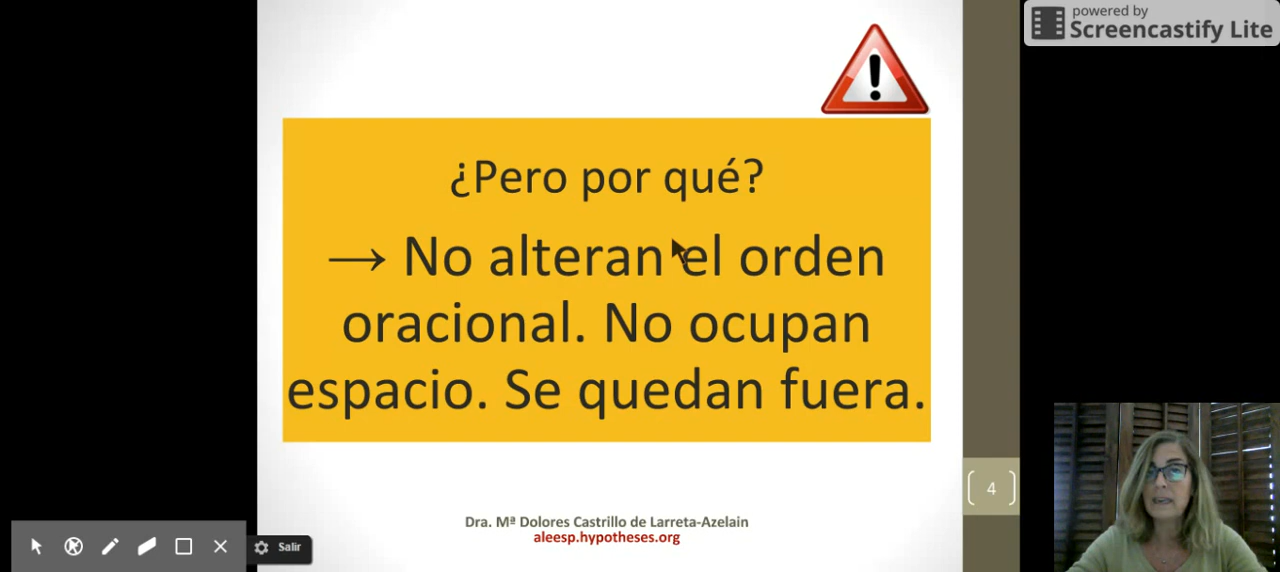 powered by
Screencastify Lite
¿Pero por qué?
→ No alteran el orden
oracional. No ocupan
espacio. Se quedan fuera.
4
Dra. Mª Dolores Castrillo de Larreta-Azelain
aleesp.hypotheses.org
Salir